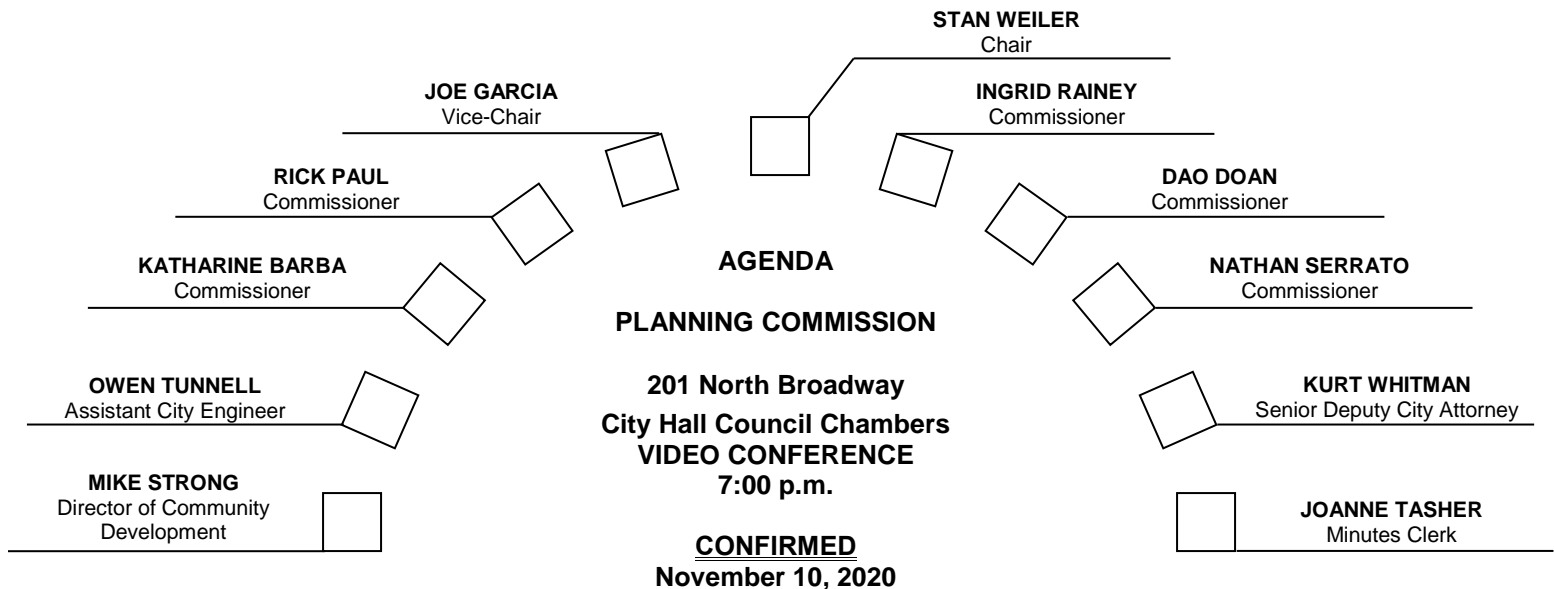 STAN WEILER
Chair
JOE GARCIA
Vice-Chair
INGRID RAINEY
Commissioner
RICK PAUL
Commissioner
DAO DOAN
Commissioner
KATHARINE BARBA
Commissioner
NATHAN SERRATO
Commissioner
OWEN TUNNELL
Assistant City Engineer
KURT WHITMAN
Senior Deputy City Attorney
MIKE STRONG
Director of Community
Development
JOANNE TASHER
Minutes Clerk
AGENDA
PLANNING COMMISSION
201 North Broadway
City Hall Council Chambers
VIDEO CONFERENCE
7:00 p.m.
CONFIRMED
November 10, 2020